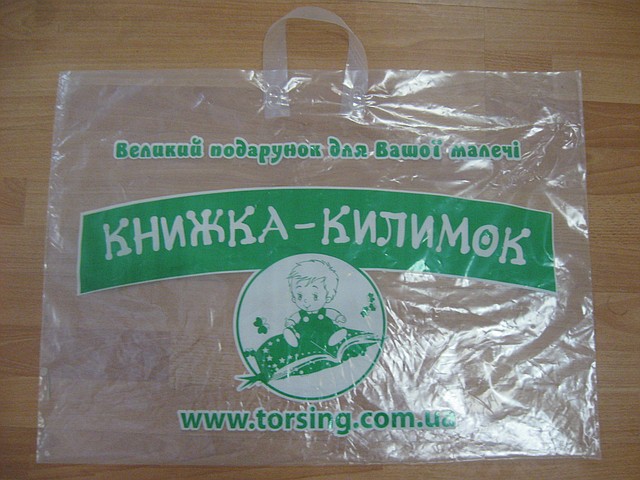 Великий подарунок для Вашої малечі
КНИЖКА-КИЛИМОК
www.torsing.com.ua